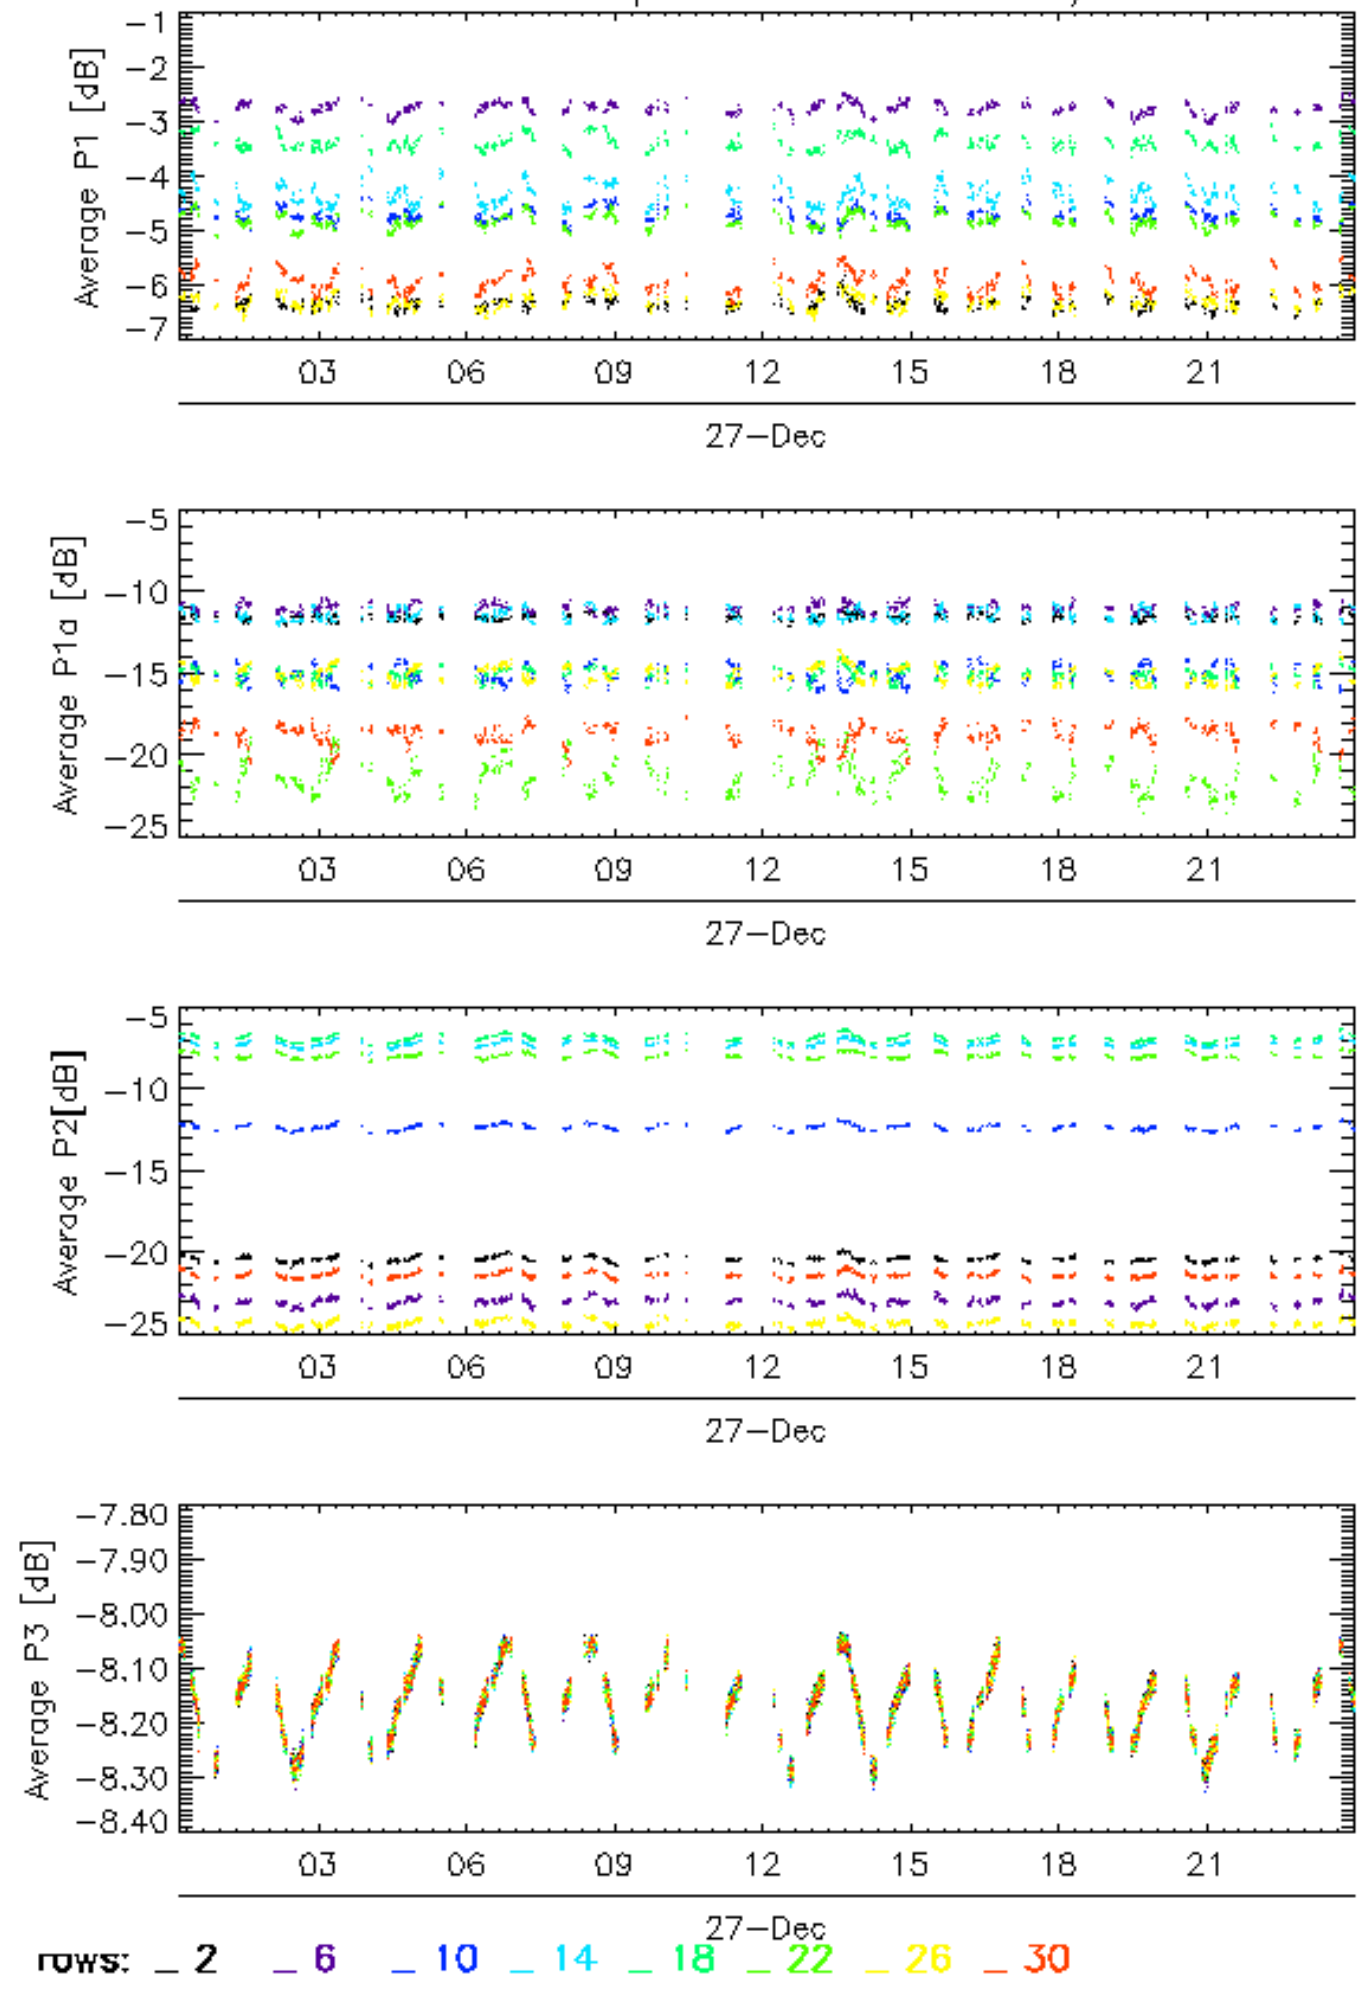 Average P1 [dB]
-1
-2
-3
-4
-5
-6
-7
03 06 09 12 15 18 21
27-Dec
Average P1a [dB]
-5
-10
-15
-20
-25
03 06 09 12 15 18 21
27-Dec
Average P2[dB]
-5
-10
-15
-20
-25
03 06 09 12 15 18 21
27-Dec
Average P3 [dB]
-7.80
-7.90
-8.00
-8.10
-8.20
-8.30
-8.40
03 06 09 12 15 18 21
27-Dec
rows: _ 2 _ 6 _ 10 _ 14 _ 18 _ 22 _ 26 _ 30